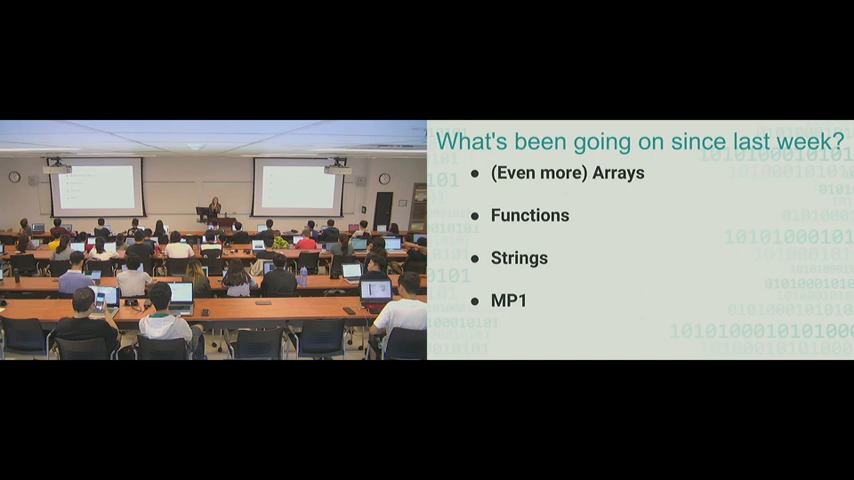 What's been going on since last week?
● (Even more) Arrays
● Functions
● Strings
● MP1